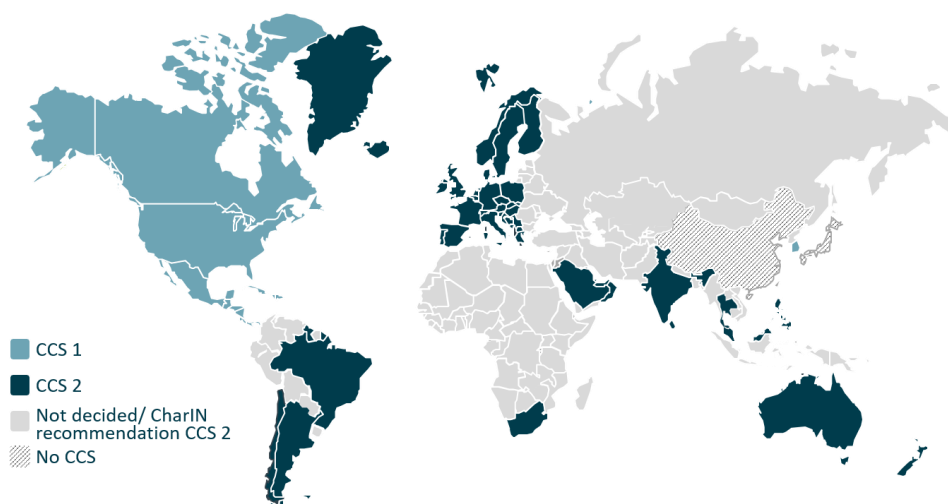 CCS 1
CCS 2
Not decided/ CharIN
recommendation CCS 2
No CCS